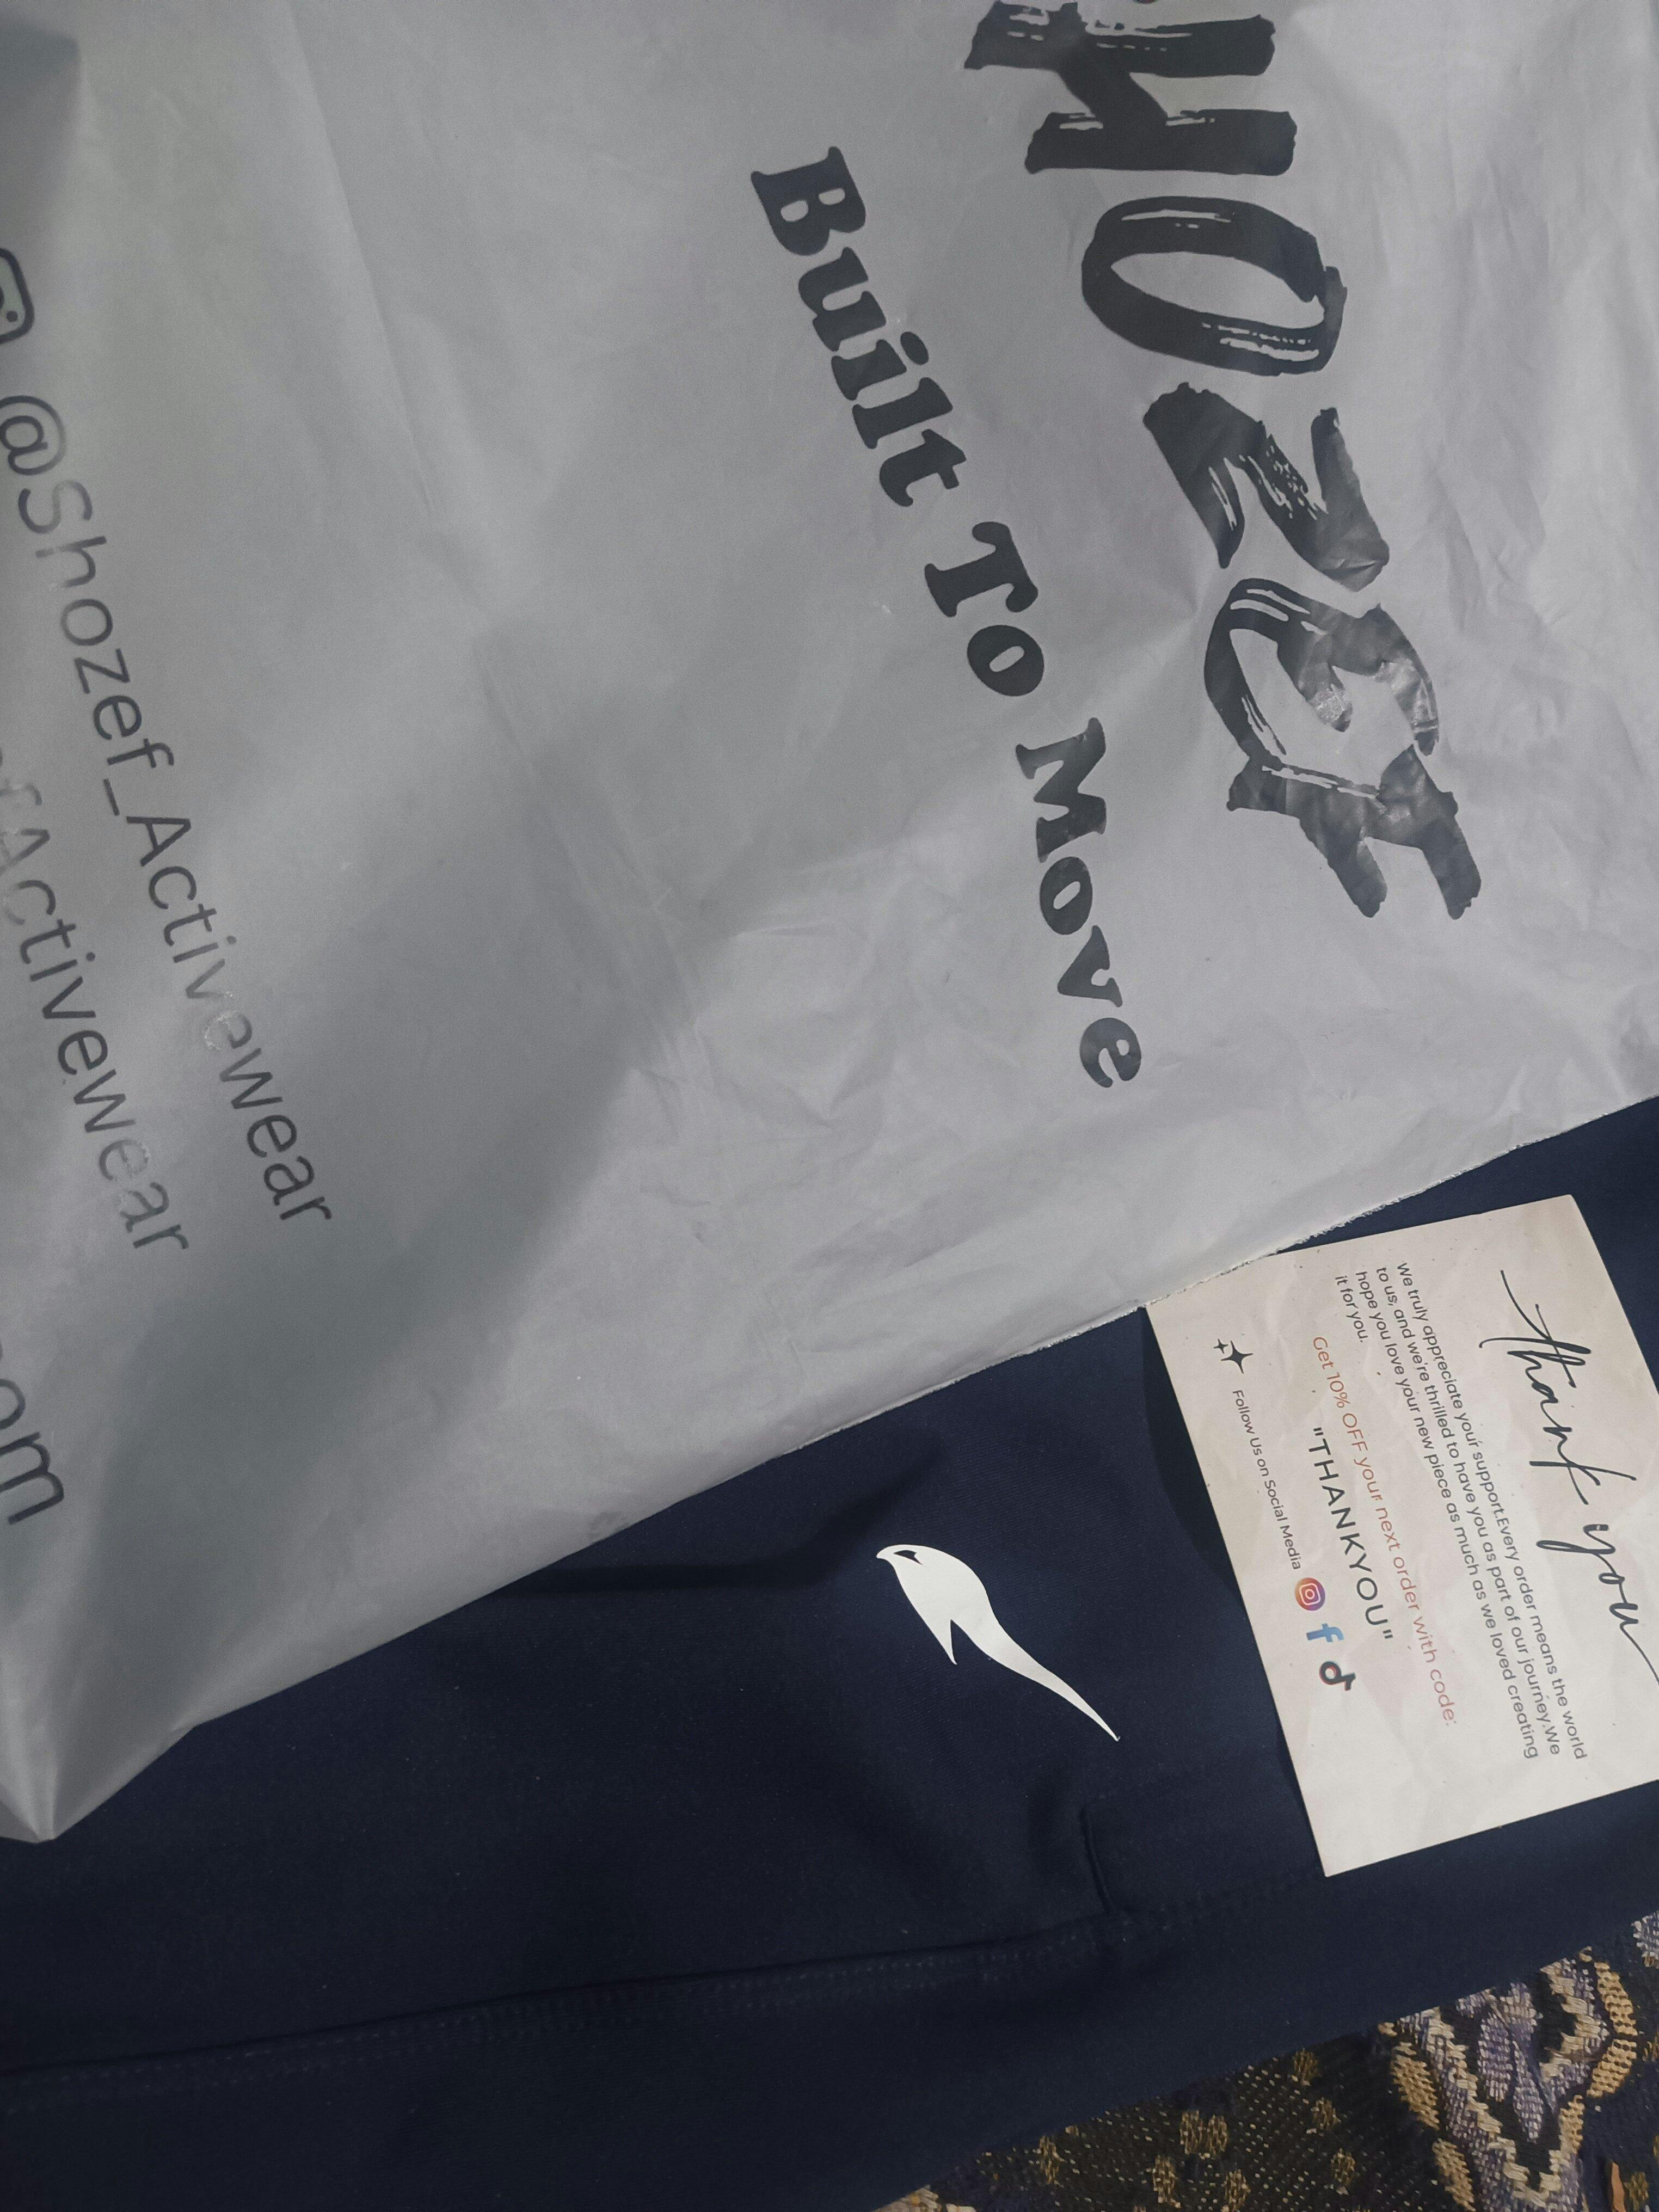 HOZEF
Built To Move
@Shozef_Activewear
fActivewear
om
thank you
We truly appreciate your support.Every order means the world
to us, and we're thrilled to have you as part of our journey.We
hope you love your new piece as much as we loved creating
it for you.
Get 10% OFF your next order with code:
"THANKYOU"
Follow Us on Social Media